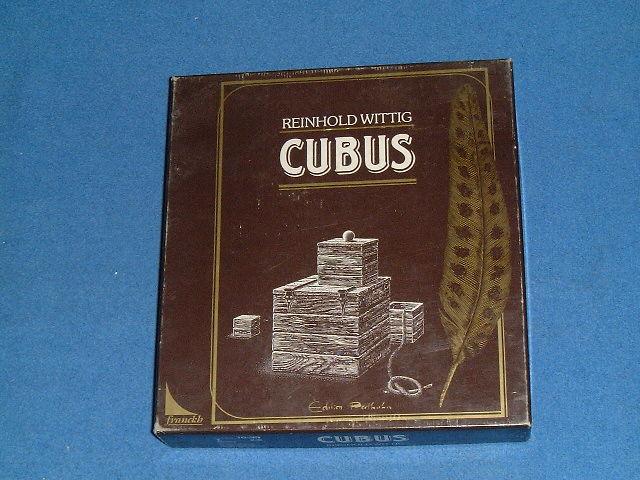 REINHOLD WITTIG
CUBUS
Edition Perlhuhn
franckh
CUBUS